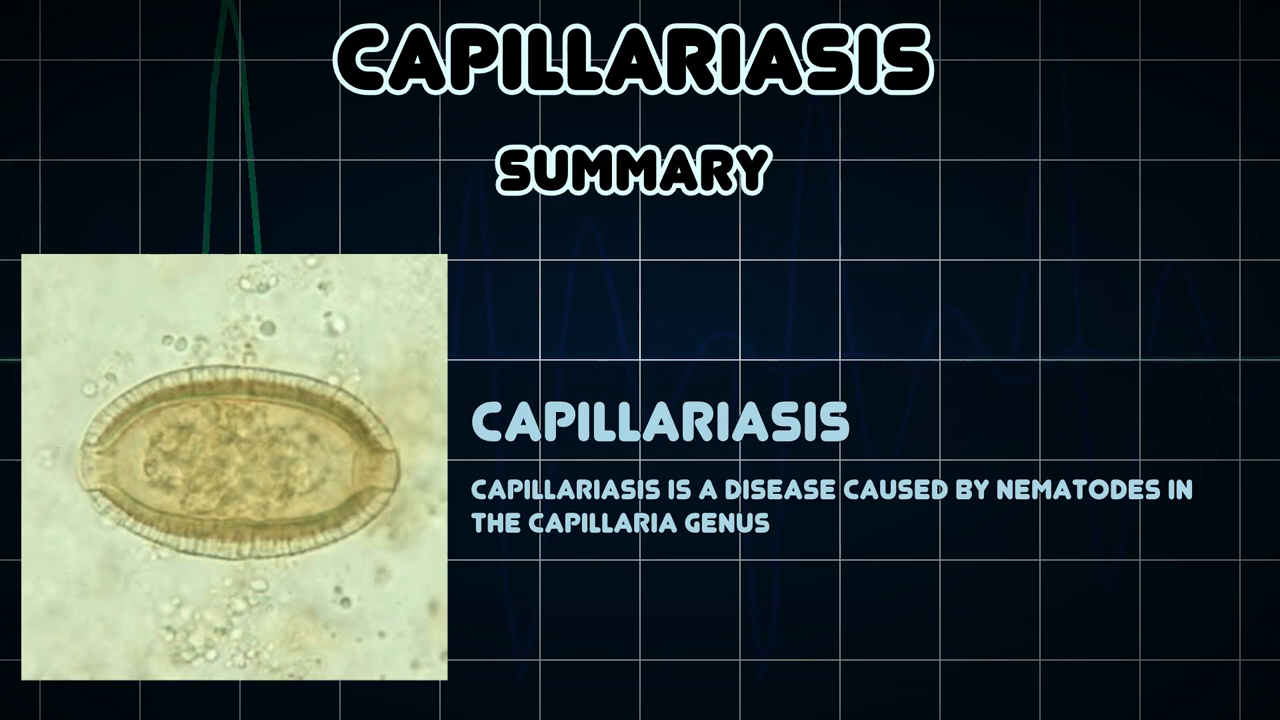 CAPILLARIASIS
SUMMARY
CAPILLARIASIS
CAPILLARIASIS IS A DISEASE CAUSED BY NEMATODES IN
THE CAPILLARIA GENUS